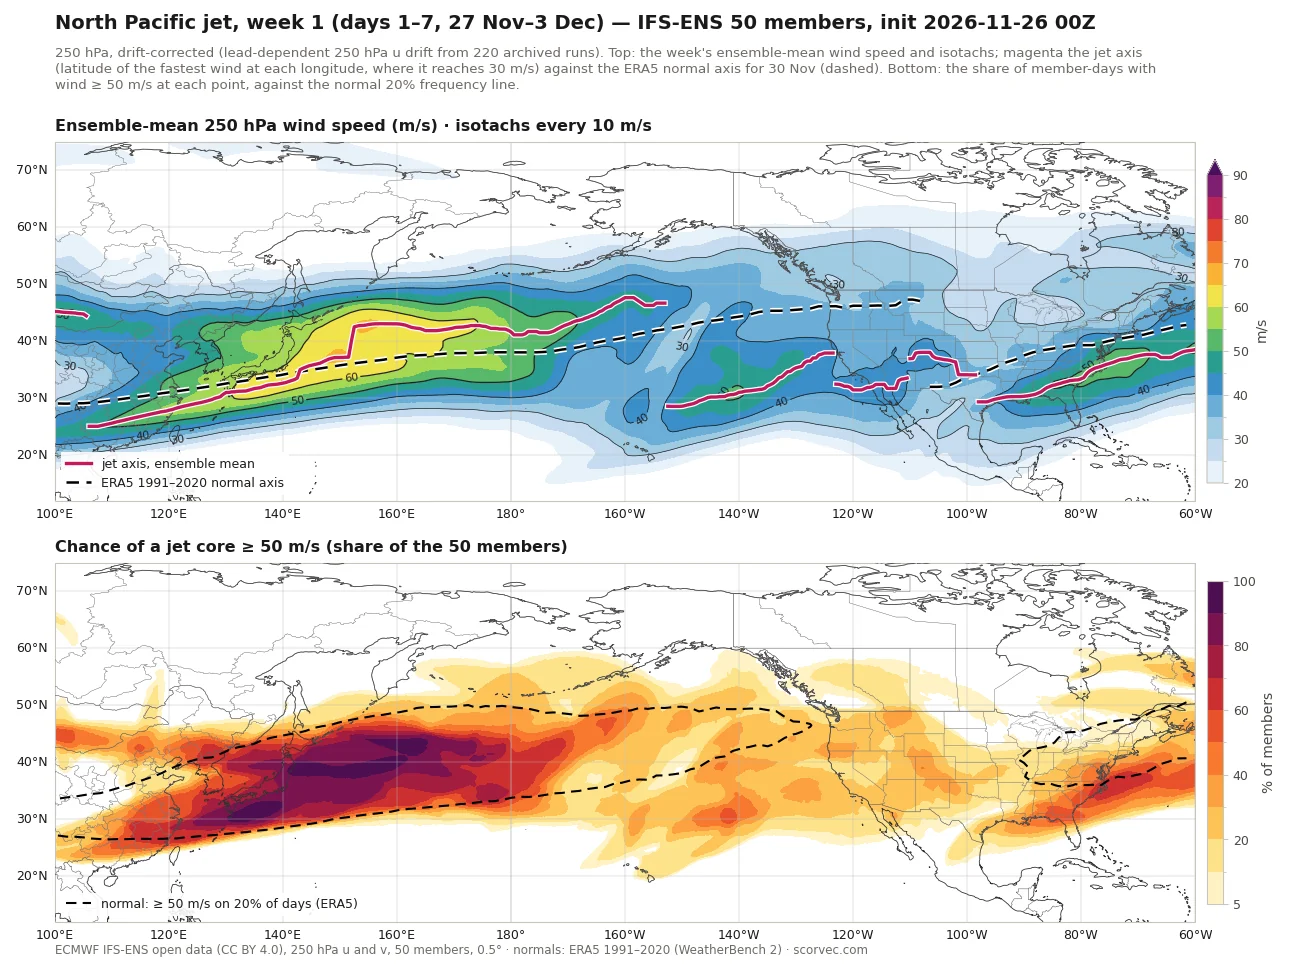 North Pacific jet, week 1 (days 1–7, 27 Nov–3 Dec) — IFS-ENS 50 members, init 2026-11-26 00Z
250 hPa, drift-corrected (lead-dependent 250 hPa u drift from 220 archived runs). Top: the week's ensemble-mean wind speed and isotachs; magenta the jet axis
(latitude of the fastest wind at each longitude, where it reaches 30 m/s) against the ERA5 normal axis for 30 Nov (dashed). Bottom: the share of member-days with
wind ≥ 50 m/s at each point, against the normal 20% frequency line.
Ensemble-mean 250 hPa wind speed (m/s) · isotachs every 10 m/s
70°N
60°N
50°N
40°N
30°N
20°N
30
40
40
30
50
60
40
30
40
30
50
40
30
30
jet axis, ensemble mean
ERA5 1991–2020 normal axis
100°E 120°E 140°E 160°E 180° 160°W 140°W 120°W 100°W 80°W 60°W
90
80
70
60
50
40
30
20
m/s
Chance of a jet core ≥ 50 m/s (share of the 50 members)
70°N
60°N
50°N
40°N
30°N
20°N
normal: ≥ 50 m/s on 20% of days (ERA5)
100°E 120°E 140°E 160°E 180° 160°W 140°W 120°W 100°W 80°W 60°W
100
80
60
40
20
5
% of members
ECMWF IFS-ENS open data (CC BY 4.0), 250 hPa u and v, 50 members, 0.5° · normals: ERA5 1991–2020 (WeatherBench 2) · scorvec.com